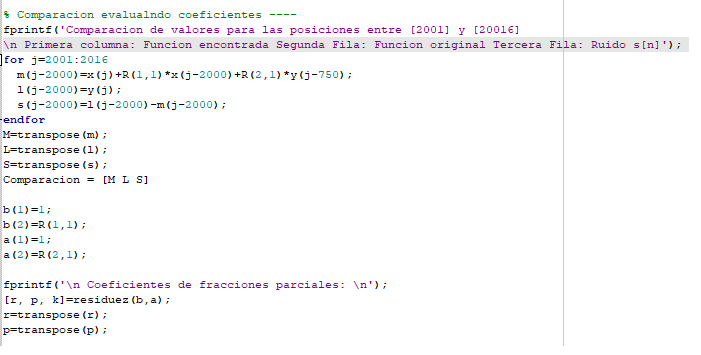 % Comparacion evalualndo coeficientes ----
fprintf('Comparacion de valores para las posiciones entre [2001] y [20016]
\n Primera columna: Funcion encontrada Segunda Fila: Funcion original Tercera Fila: Ruido s[n]');
for j=2001:2016
m(j-2000)=x(j)+R(1,1)*x(j-2000)+R(2,1)*y(j-750);
l(j-2000)=y(j);
s(j-2000)=l(j-2000)-m(j-2000);
endfor
M=transpose(m);
L=transpose(l);
S=transpose(s);
Comparacion = [M L S]
b(1)=1;
b(2)=R(1,1);
a(1)=1;
a(2)=R(2,1);
fprintf('\n Coeficientes de fracciones parciales: \n');
[r, p, k]=residuez(b,a);
r=transpose(r);
p=transpose(p);